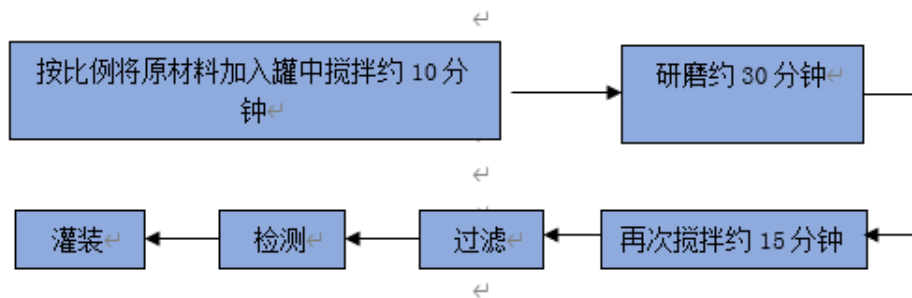 按比例将原材料加入罐中搅拌约 10 分
钟
研磨约 30 分钟
再次搅拌约 15 分钟
过滤
检测
灌装